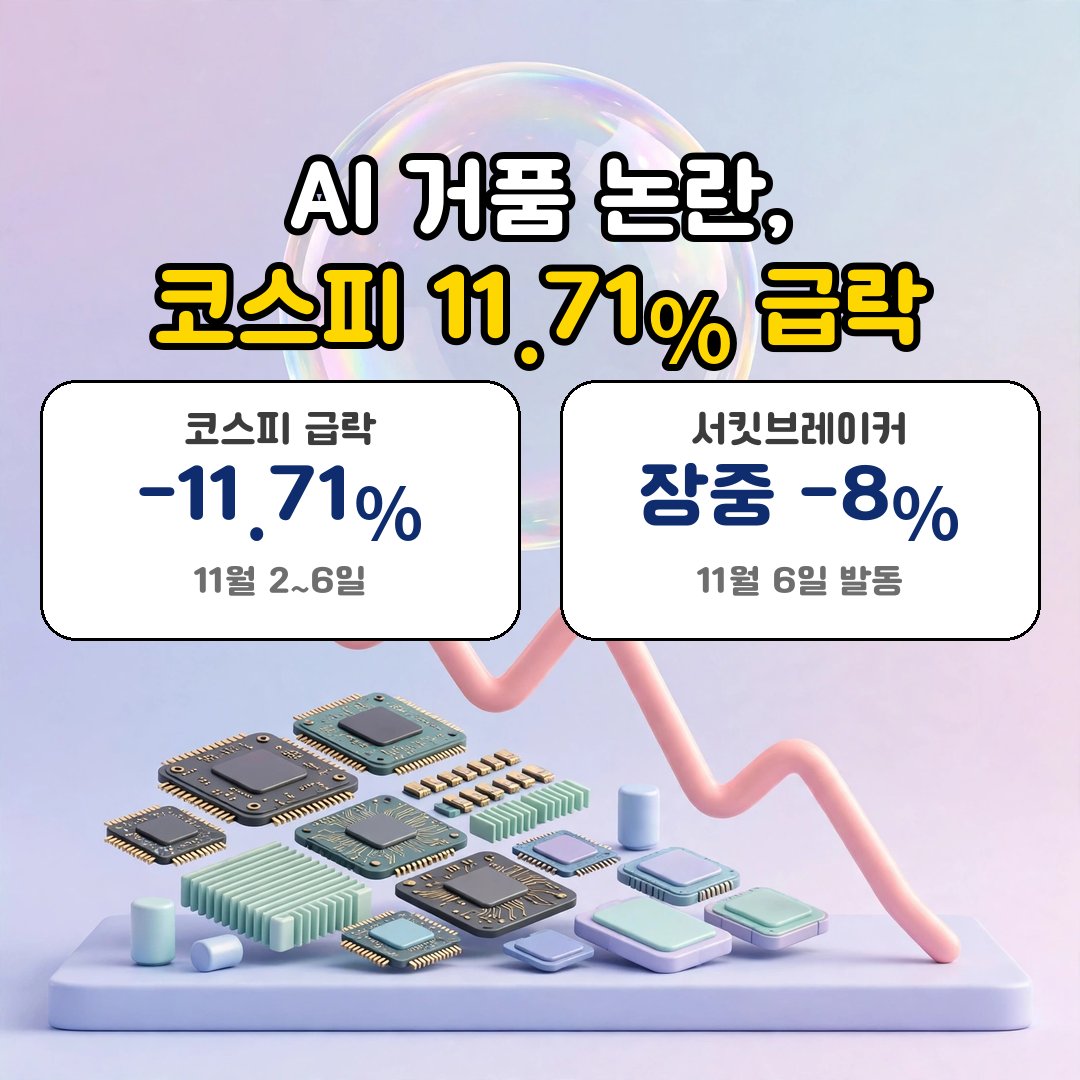 AI 거품 논란,
코스피 11.71% 급락
코스피 급락
-11.71%
11월 2~6일
서킷브레이커
장중 -8%
11월 6일 발동